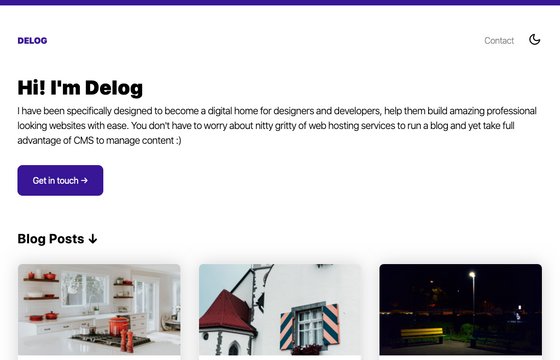 DELOG
Contact
Hi! I'm Delog
I have been specifically designed to become a digital home for designers and developers, help them build amazing professional
looking websites with ease. You don't have to worry about nitty gritty of web hosting services to run a blog and yet take full
advantage of CMS to manage content :)
Get in touch →
Blog Posts ↓